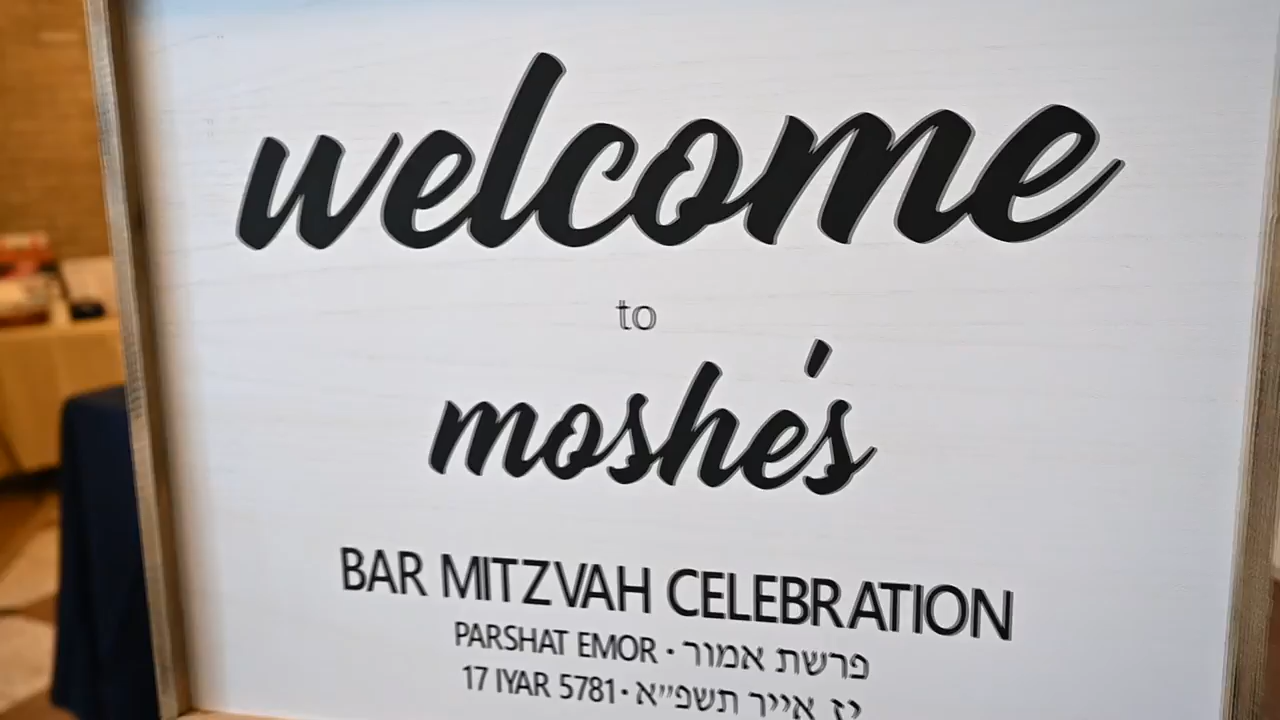 welcome
to
moshe's
BAR MITZVAH CELEBRATION
PARSHAT EMOR · פרשת אמור
17 IYAR 5781 · יז אייר תשפ״א